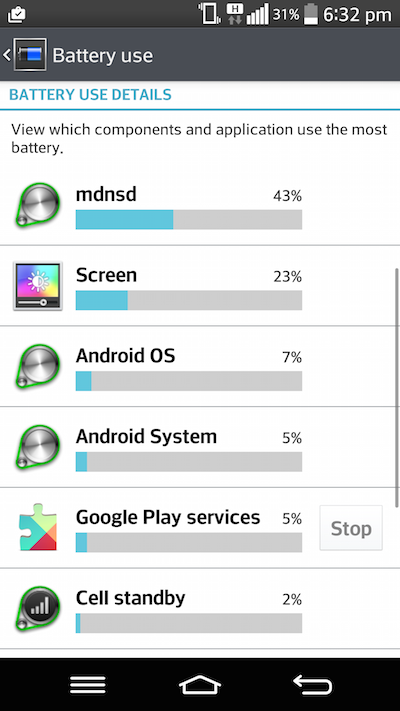 H 31% 6:32 pm
Battery use
BATTERY USE DETAILS
View which components and application use the most
battery.
mdnsd 43%
Screen 23%
Android OS 7%
Android System 5%
Google Play services 5% Stop
Cell standby 2%